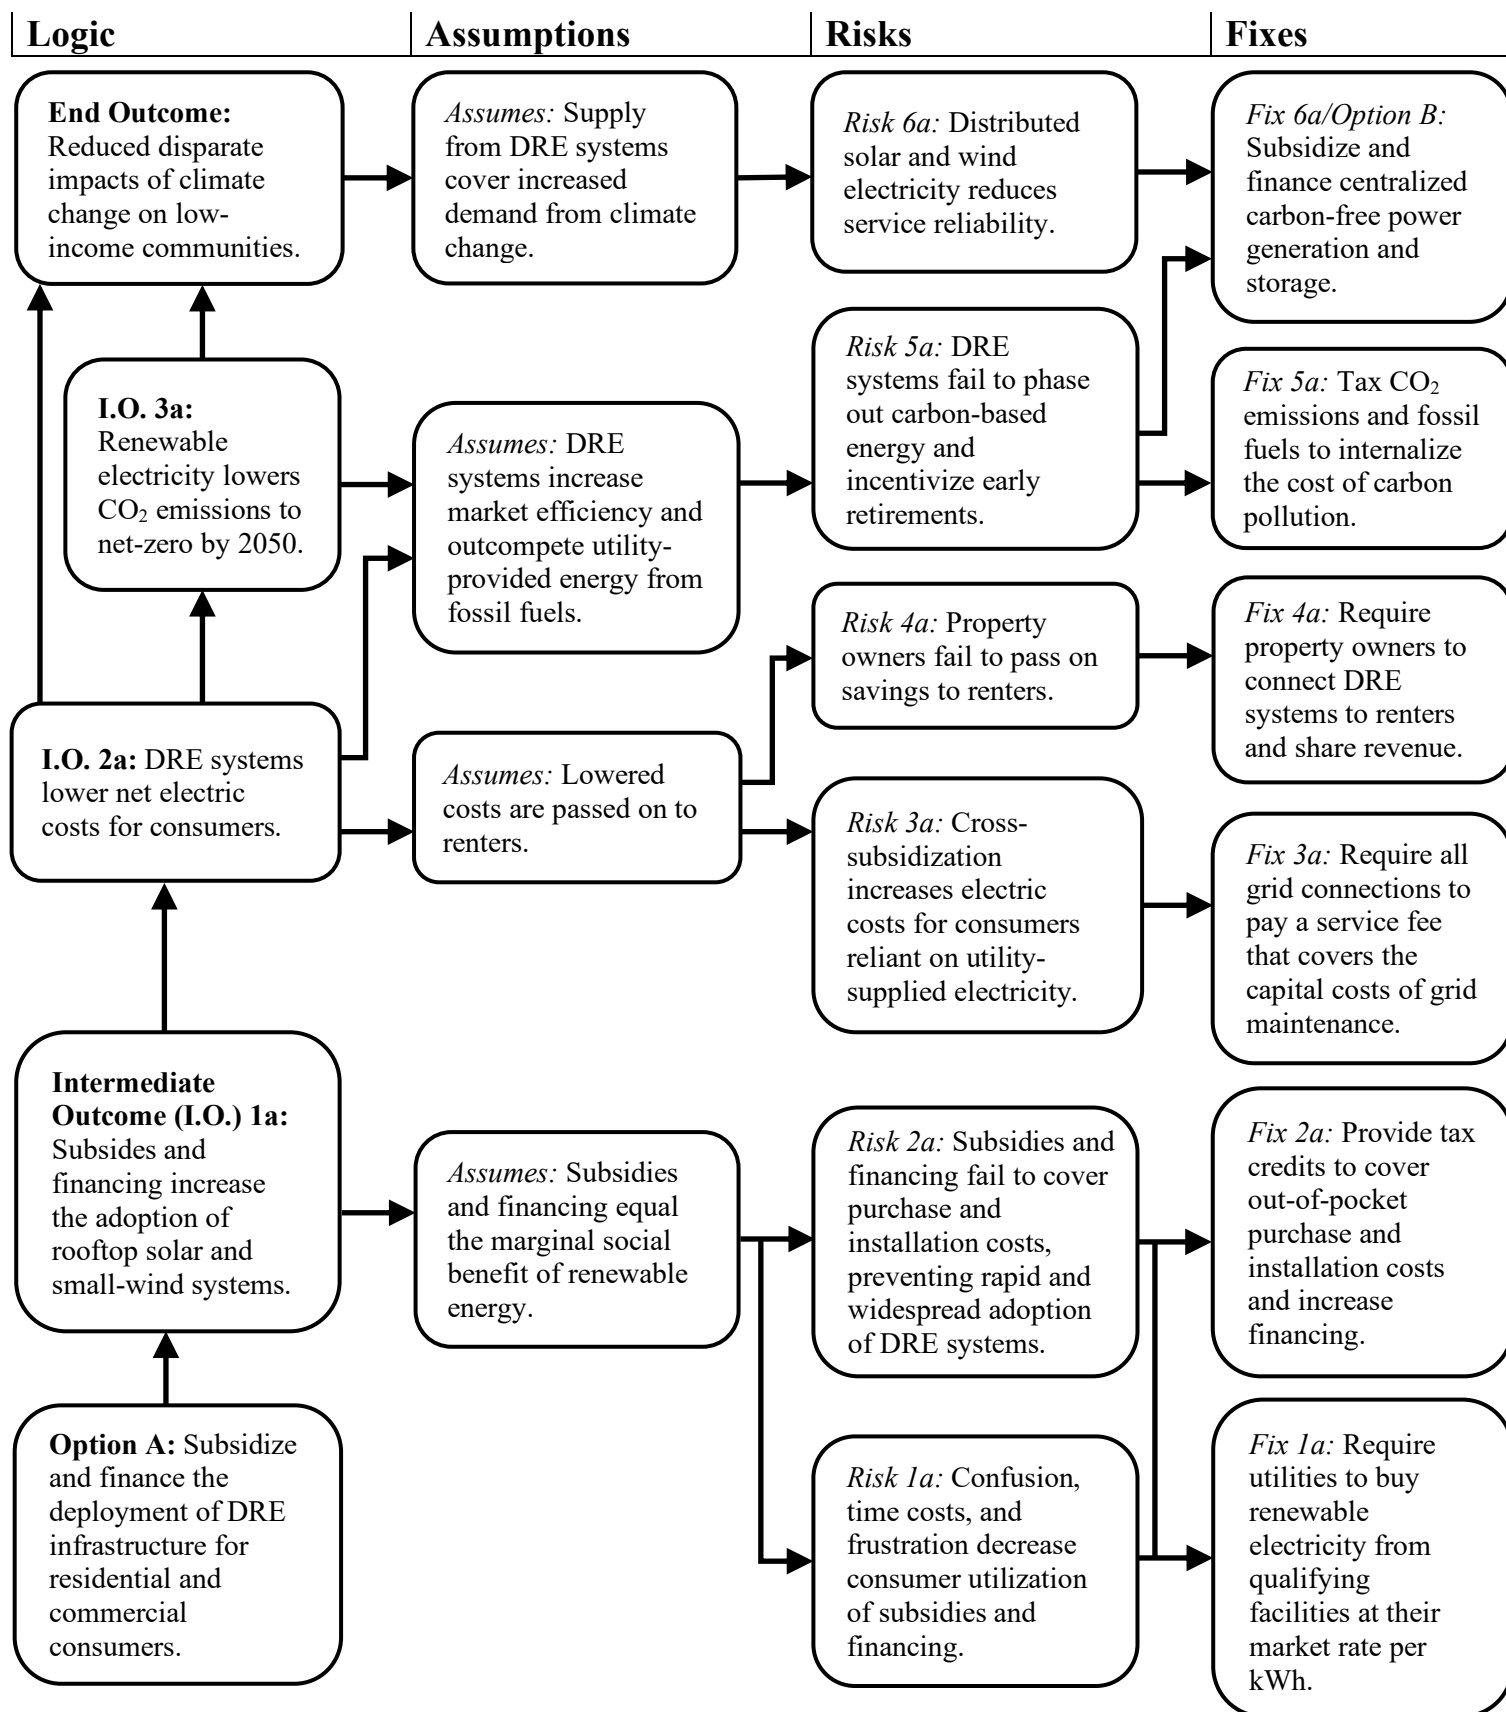 Logic
Assumptions
Risks
Fixes
End Outcome:
Reduced disparate
impacts of climate
change on low-
income communities.
Assumes: Supply
from DRE systems
cover increased
demand from climate
change.
Risk 6a: Distributed
solar and wind
electricity reduces
service reliability.
Fix 6a/Option B:
Subsidize and
finance centralized
carbon-free power
generation and
storage.
I.O. 3a:
Renewable
electricity lowers
CO₂ emissions to
net-zero by 2050.
Assumes: DRE
systems increase
market efficiency and
outcompete utility-
provided energy from
fossil fuels.
Risk 5a: DRE
systems fail to phase
out carbon-based
energy and
incentivize early
retirements.
Fix 5a: Tax CO₂
emissions and fossil
fuels to internalize
the cost of carbon
pollution.
I.O. 2a: DRE systems
lower net electric
costs for consumers.
Assumes: Lowered
costs are passed on to
renters.
Risk 4a: Property
owners fail to pass on
savings to renters.
Fix 4a: Require
property owners to
connect DRE
systems to renters
and share revenue.
Risk 3a: Cross-
subsidization
increases electric
costs for consumers
reliant on utility-
supplied electricity.
Fix 3a: Require all
grid connections to
pay a service fee
that covers the
capital costs of grid
maintenance.
Intermediate
Outcome (I.O.) 1a:
Subsides and
financing increase
the adoption of
rooftop solar and
small-wind systems.
Assumes: Subsidies
and financing equal
the marginal social
benefit of renewable
energy.
Risk 2a: Subsidies and
financing fail to cover
purchase and
installation costs,
preventing rapid and
widespread adoption
of DRE systems.
Fix 2a: Provide tax
credits to cover
out-of-pocket
purchase and
installation costs
and increase
financing.
Option A: Subsidize
and finance the
deployment of DRE
infrastructure for
residential and
commercial
consumers.
Risk 1a: Confusion,
time costs, and
frustration decrease
consumer utilization
of subsidies and
financing.
Fix 1a: Require
utilities to buy
renewable
electricity from
qualifying
facilities at their
market rate per
kWh.